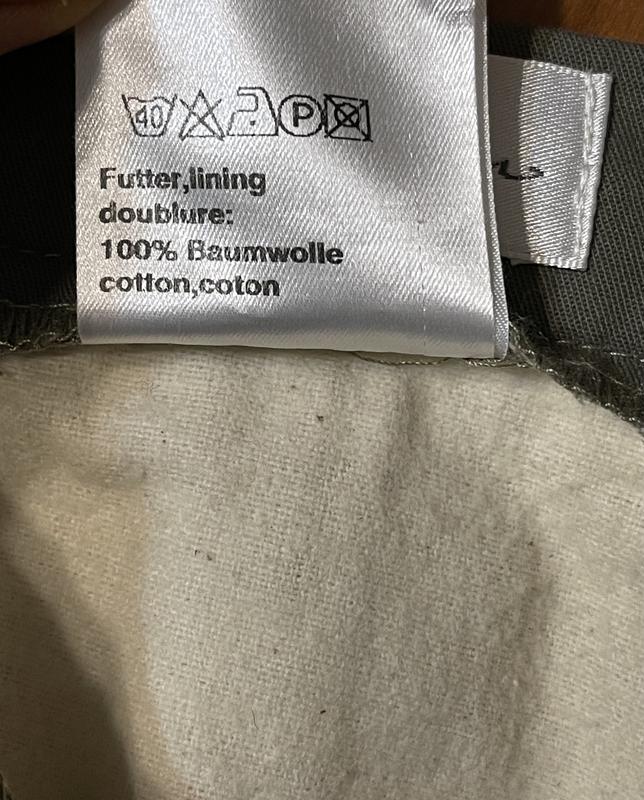 40 P
Futter,lining
doublure:
100% Baumwolle
cotton,coton